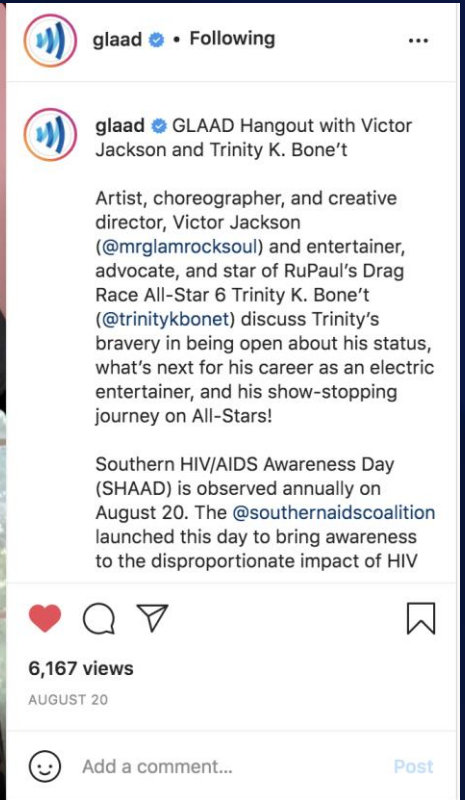 glaad • Following
glaad GLAAD Hangout with Victor
Jackson and Trinity K. Bone't
Artist, choreographer, and creative
director, Victor Jackson
(@mrglamrocksoul) and entertainer,
advocate, and star of RuPaul's Drag
Race All-Star 6 Trinity K. Bone't
(@trinitykbonet) discuss Trinity's
bravery in being open about his status,
what's next for his career as an electric
entertainer, and his show-stopping
journey on All-Stars!
Southern HIV/AIDS Awareness Day
(SHAAD) is observed annually on
August 20. The @southernaidscoalition
launched this day to bring awareness
to the disproportionate impact of HIV
6,167 views
AUGUST 20
Add a comment...
Post